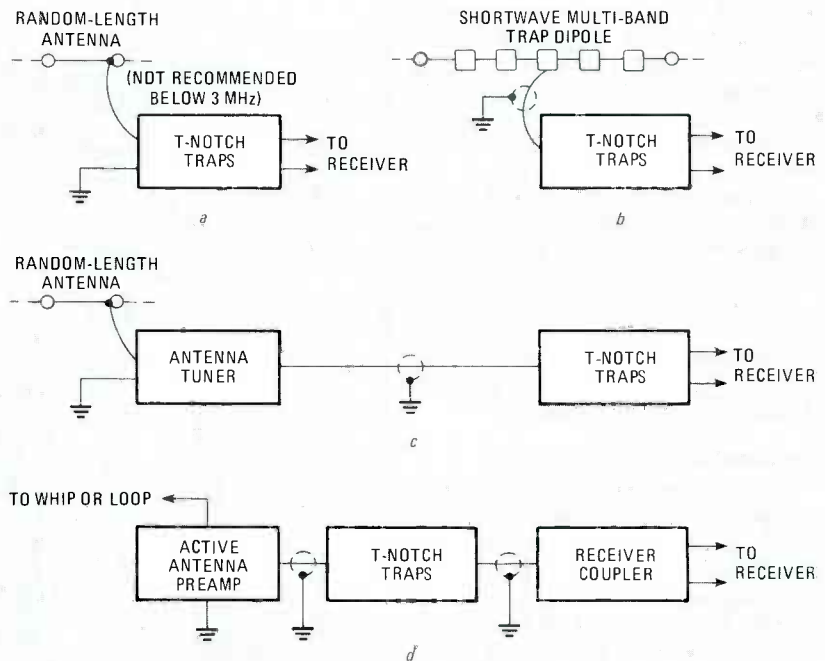 RANDOM-LENGTH
ANTENNA
(NOT RECOMMENDED
BELOW 3 MHz)
T-NOTCH
TRAPS
TO
RECEIVER
a
SHORTWAVE MULTI-BAND
TRAP DIPOLE
T-NOTCH
TRAPS
TO
RECEIVER
b
RANDOM-LENGTH
ANTENNA
ANTENNA
TUNER
T-NOTCH
TRAPS
TO
RECEIVER
c
TO WHIP OR LOOP
ACTIVE
ANTENNA
PREAMP
T-NOTCH
TRAPS
RECEIVER
COUPLER
TO
RECEIVER
d